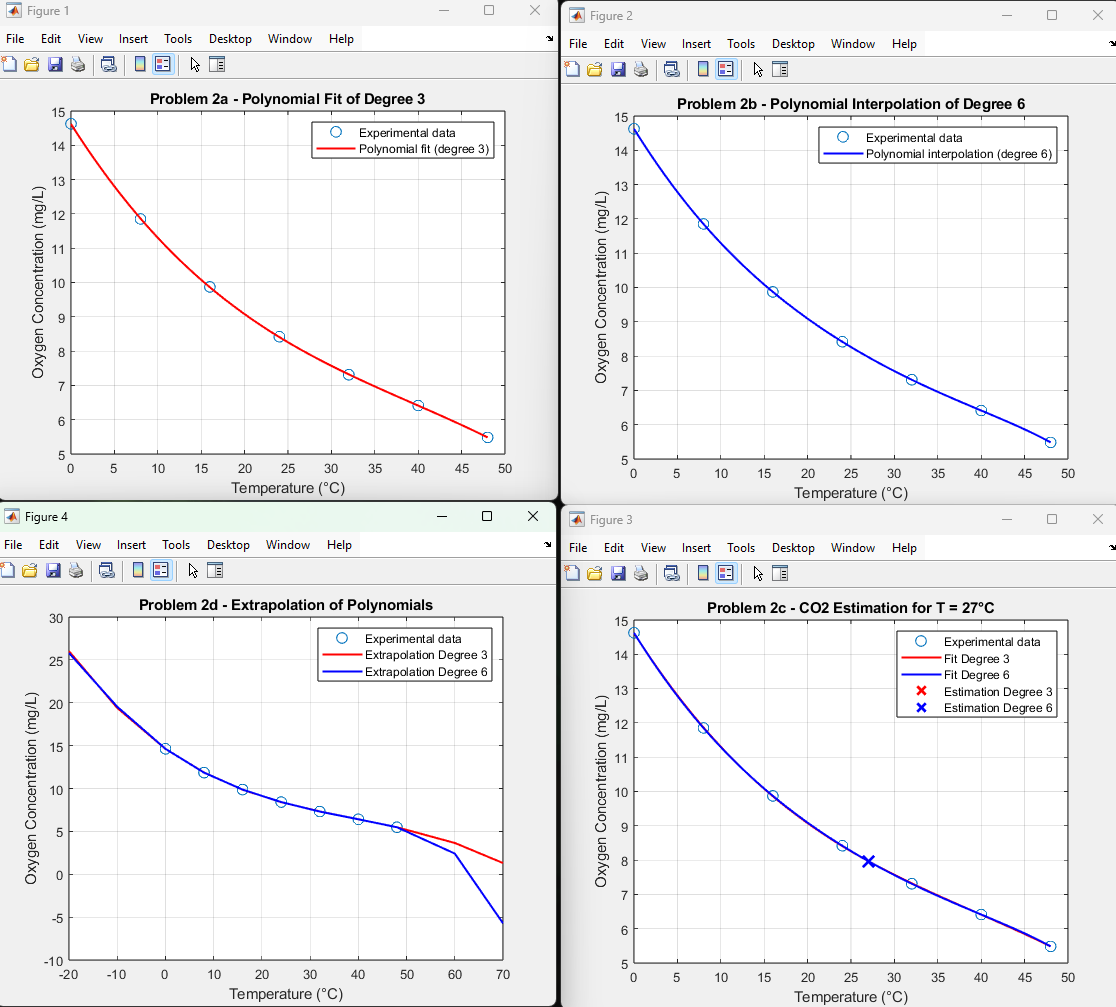 Figure 1
File Edit View Insert Tools Desktop Window Help
Problem 2a - Polynomial Fit of Degree 3
Experimental data
Polynomial fit (degree 3)
Oxygen Concentration (mg/L)
15
14
13
12
11
10
9
8
7
6
5
0 5 10 15 20 25 30 35 40 45 50
Temperature (°C)
Figure 2
File Edit View Insert Tools Desktop Window Help
Problem 2b - Polynomial Interpolation of Degree 6
Experimental data
Polynomial interpolation (degree 6)
Oxygen Concentration (mg/L)
15
14
13
12
11
10
9
8
7
6
5
0 5 10 15 20 25 30 35 40 45 50
Temperature (°C)
Figure 4
File Edit View Insert Tools Desktop Window Help
Problem 2d - Extrapolation of Polynomials
Experimental data
Extrapolation Degree 3
Extrapolation Degree 6
Oxygen Concentration (mg/L)
30
25
20
15
10
5
0
-5
-10
-20 -10 0 10 20 30 40 50 60 70
Temperature (°C)
Figure 3
File Edit View Insert Tools Desktop Window Help
Problem 2c - CO2 Estimation for T = 27°C
Experimental data
Fit Degree 3
Fit Degree 6
Estimation Degree 3
Estimation Degree 6
Oxygen Concentration (mg/L)
15
14
13
12
11
10
9
8
7
6
5
0 5 10 15 20 25 30 35 40 45 50
Temperature (°C)